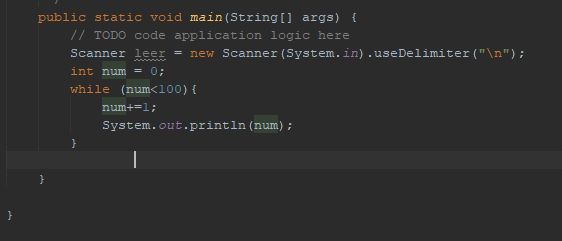 public static void main(String[] args) {
// TODO code application logic here
Scanner leer = new Scanner(System.in).useDelimiter("\n");
int num = 0;
while (num<100){
num+=1;
System.out.println(num);
}
}
}